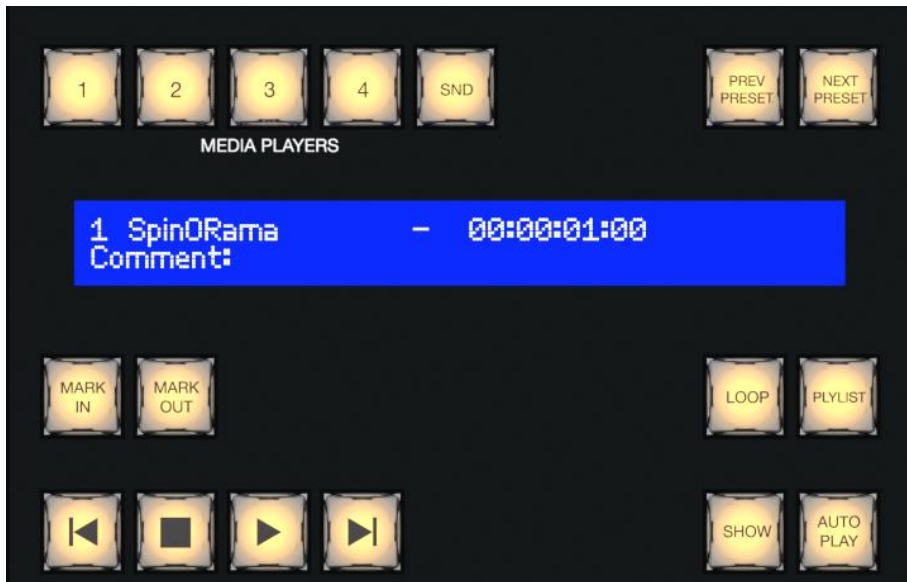 1 2 3 4 SND
PREV PRESET
NEXT PRESET
MEDIA PLAYERS
1 SpinORama - 00:00:01:00
Comment:
MARK IN
MARK OUT
LOOP
PLYLIST
SHOW
AUTO PLAY